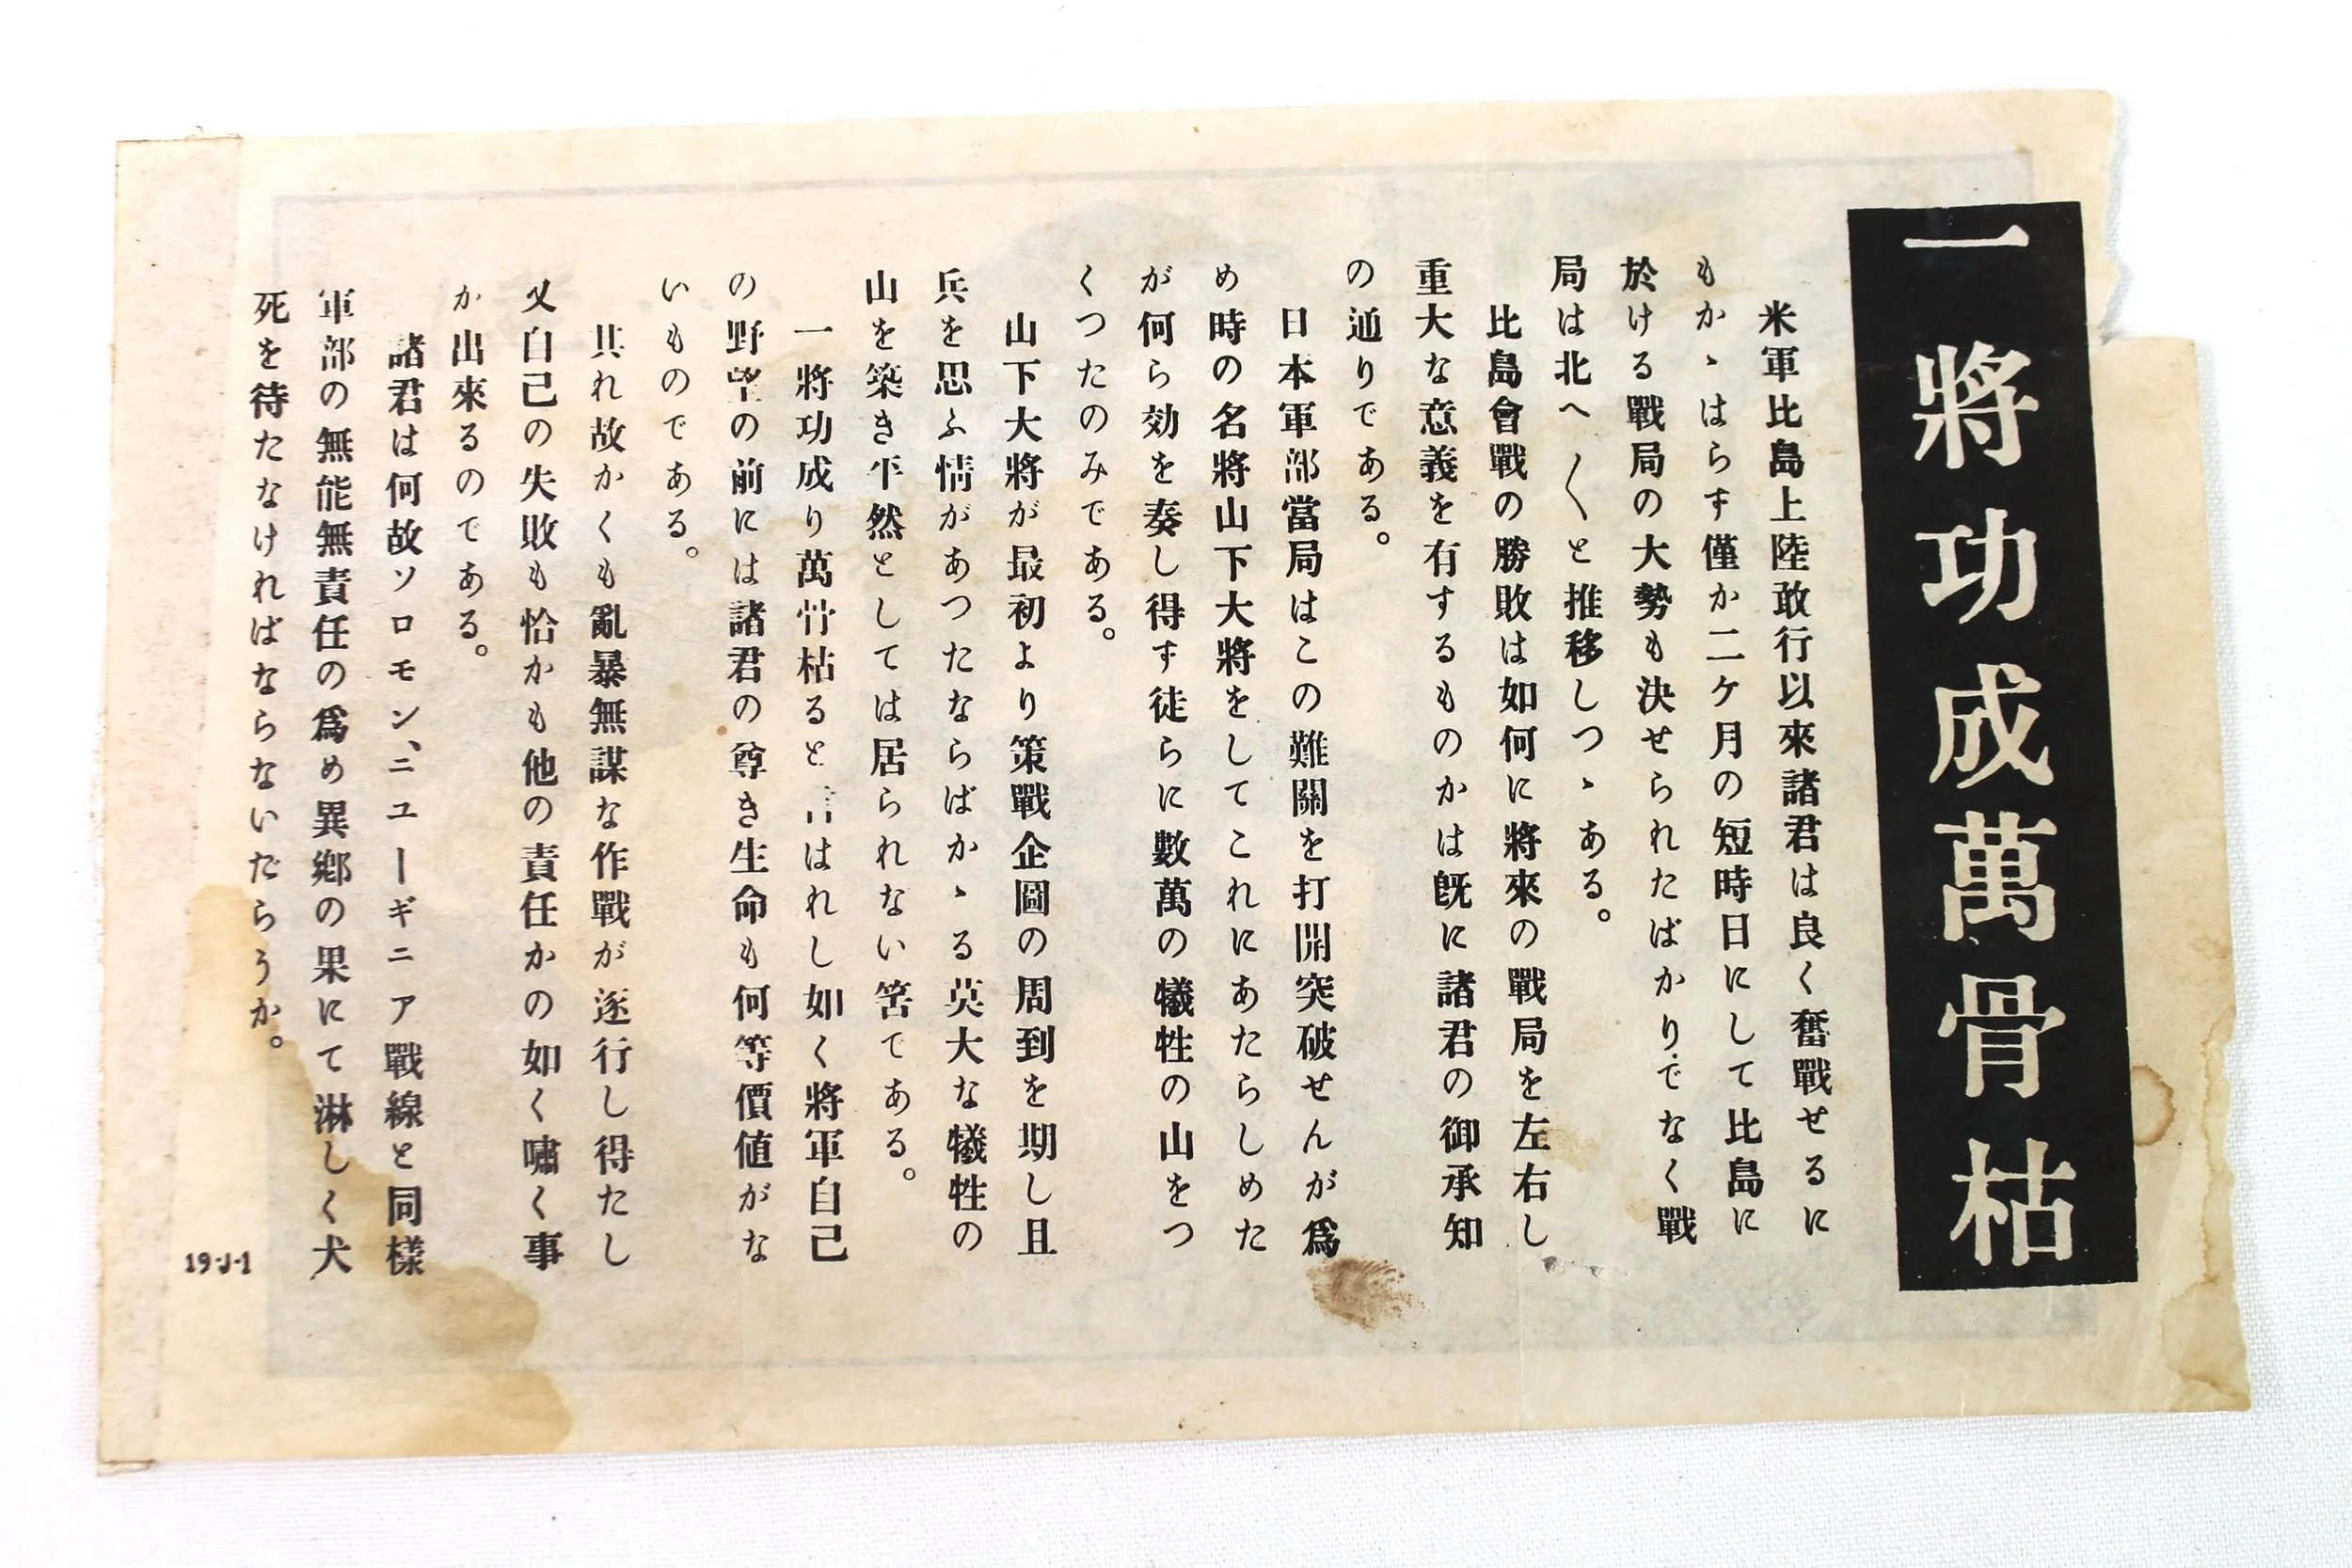 一將功成萬骨枯
米軍比島上陸敢行以來諸君は良く奮戰せるに
もかゝはらす僅か二ケ月の短時日にして比島に
於ける戰局の大勢も決せられたばかりでなく戰
局は北へ〱と推移しつゝある。
比島會戰の勝敗は如何に將來の戰局を左右し
重大な意義を有するものかは旣に諸君の御承知
の通りである。
日本軍部當局はこの難關を打開突破せんが爲
め時の名將山下大將をしてこれにあたらしめた
が何ら効を奏し得す徒らに數萬の犠牲の山をつ
くつたのみである。
山下大將が最初より策戰企圖の周到を期し且
兵を思ふ情があつたならばかゝる莫大な犠牲の
山を築き平然としては居られない筈である。
一將功成り萬骨枯ると言はれし如く將軍自己
の野望の前には諸君の尊き生命も何等價値がな
いものである。
其れ故かくも亂暴無謀な作戰が逐行し得たし
又自己の失敗も恰かも他の責任かの如く嘯く事
か出來るのである。
諸君は何故ソロモン、ニユーギニア戰線と同樣
軍部の無能無責任の爲め異鄕の果にて淋しく犬
死を待たなければならないだらうか。
19-J-1